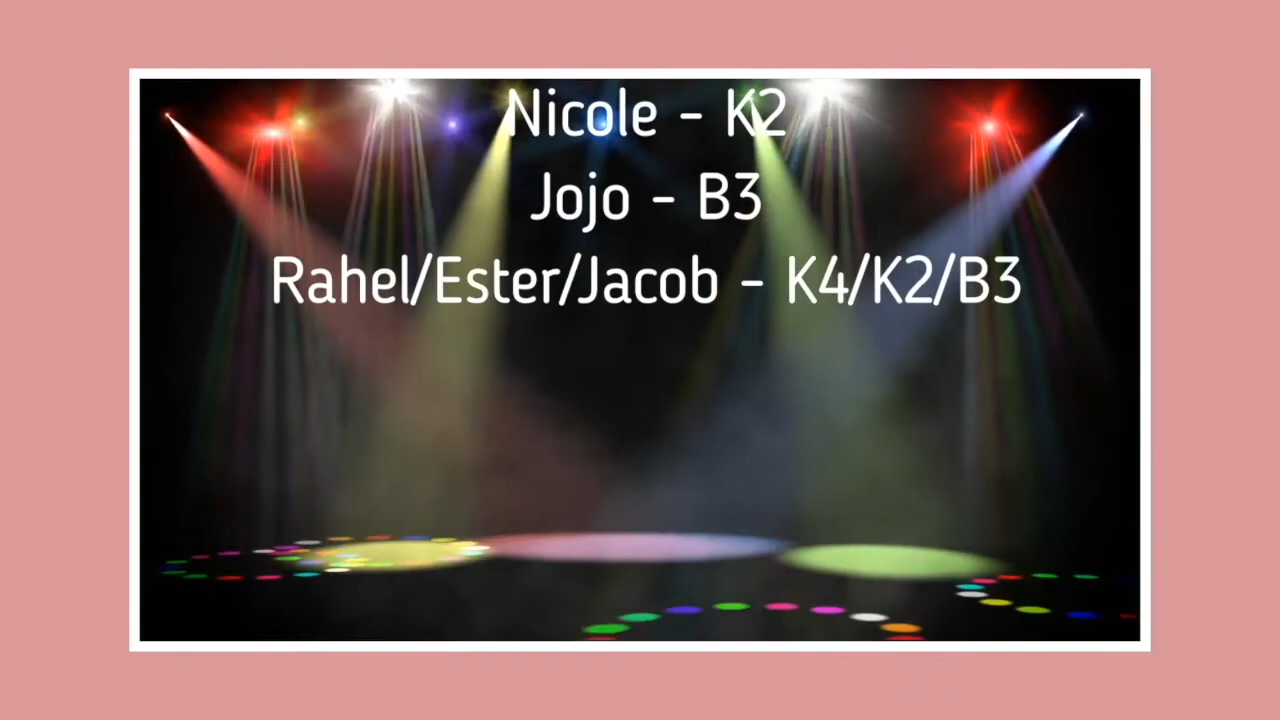 Nicole - K2
Jojo - B3
Rahel/Ester/Jacob - K4/K2/B3